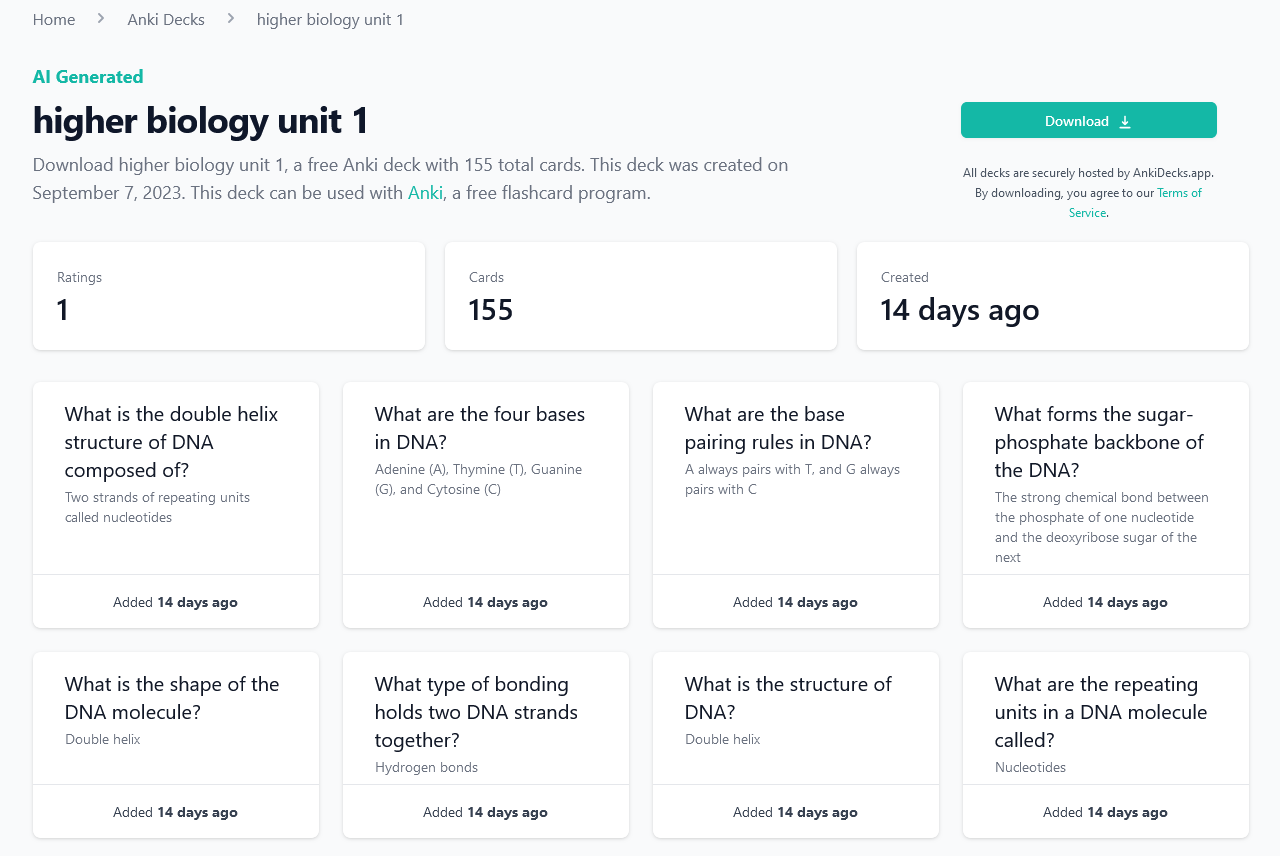 Home > Anki Decks > higher biology unit 1
AI Generated
higher biology unit 1
Download higher biology unit 1, a free Anki deck with 155 total cards. This deck was created on
September 7, 2023. This deck can be used with Anki, a free flashcard program.
Download
All decks are securely hosted by AnkiDecks.app.
By downloading, you agree to our Terms of
Service.
Ratings
1
Cards
155
Created
14 days ago
What is the double helix
structure of DNA
composed of?
Two strands of repeating units
called nucleotides
Added 14 days ago
What are the four bases
in DNA?
Adenine (A), Thymine (T), Guanine
(G), and Cytosine (C)
Added 14 days ago
What are the base
pairing rules in DNA?
A always pairs with T, and G always
pairs with C
Added 14 days ago
What forms the sugar-
phosphate backbone of
the DNA?
The strong chemical bond between
the phosphate of one nucleotide
and the deoxyribose sugar of the
next
Added 14 days ago
What is the shape of the
DNA molecule?
Double helix
Added 14 days ago
What type of bonding
holds two DNA strands
together?
Hydrogen bonds
Added 14 days ago
What is the structure of
DNA?
Double helix
Added 14 days ago
What are the repeating
units in a DNA molecule
called?
Nucleotides
Added 14 days ago